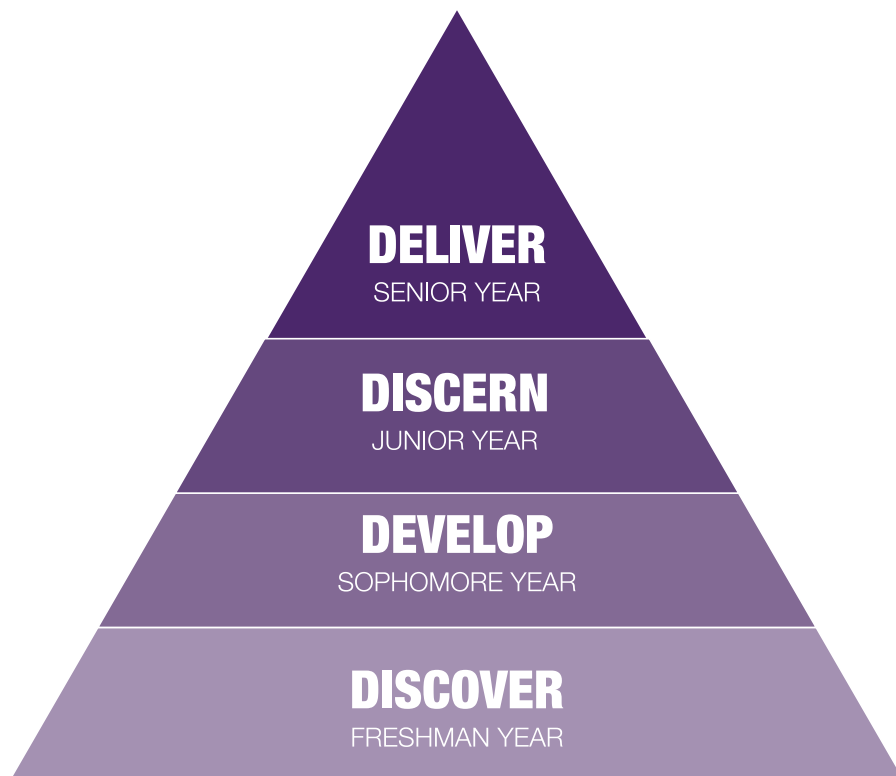 DELIVER
SENIOR YEAR
DISCERN
JUNIOR YEAR
DEVELOP
SOPHOMORE YEAR
DISCOVER
FRESHMAN YEAR